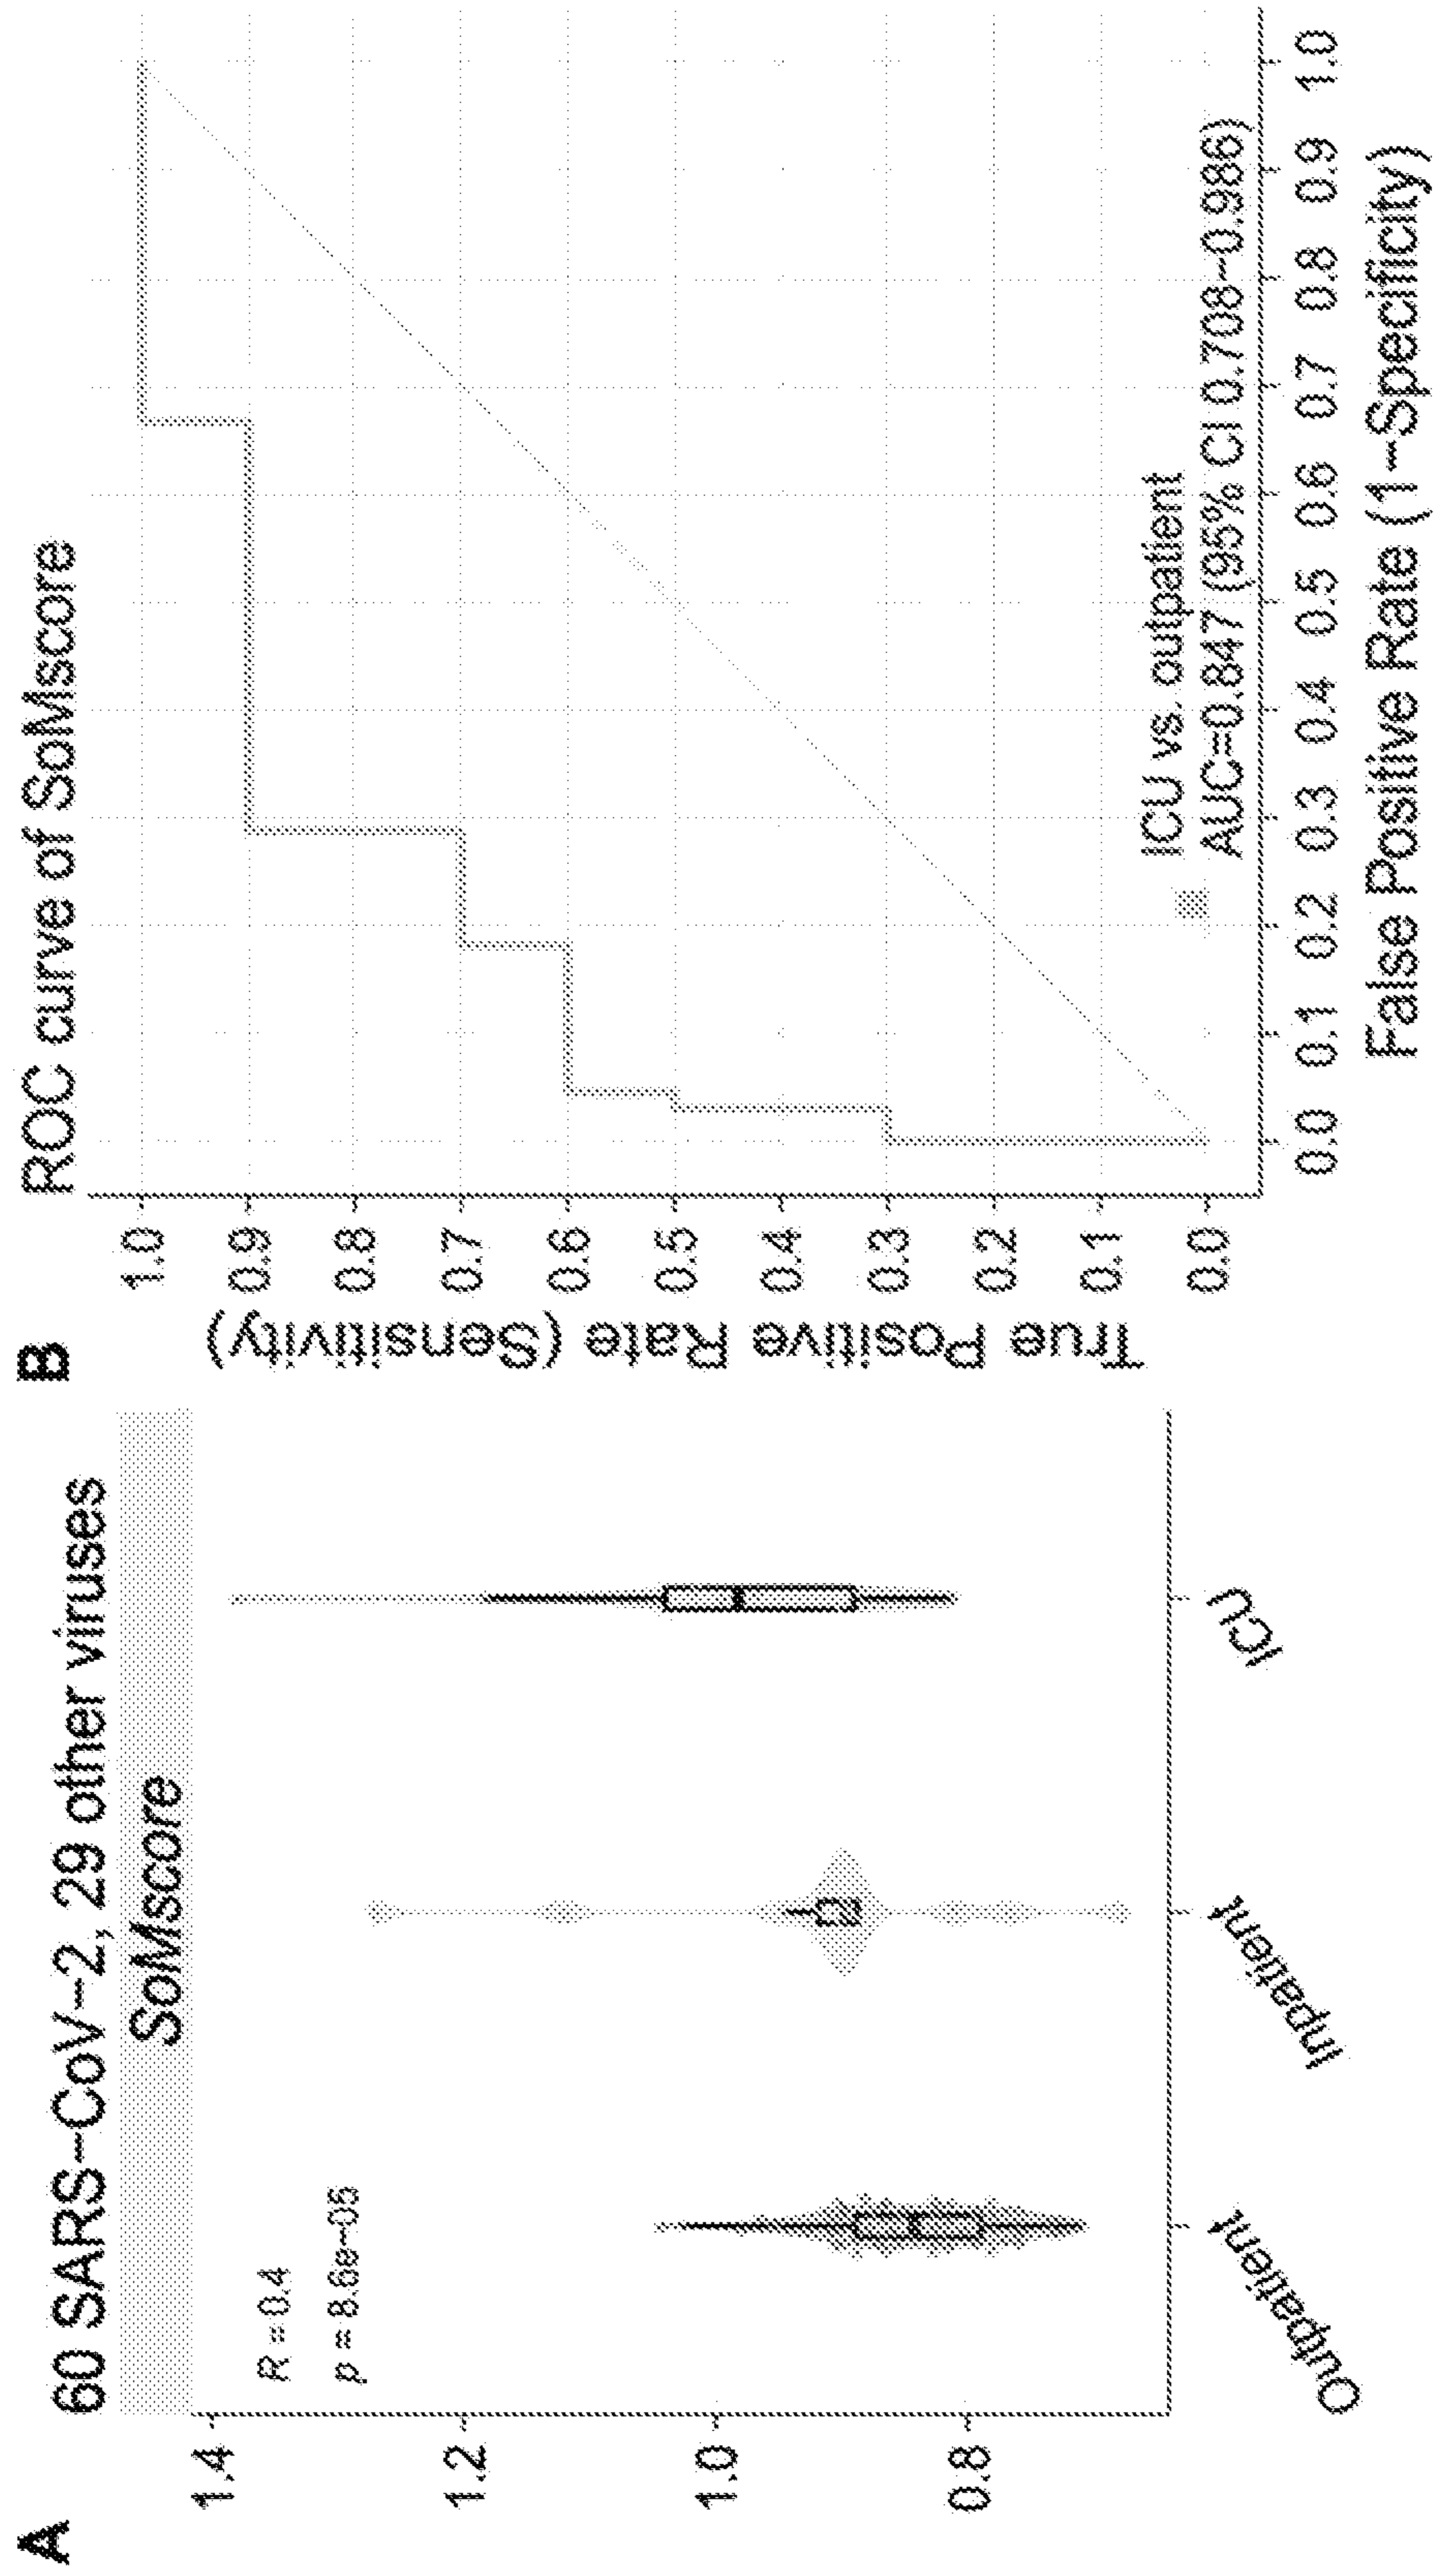 A
60 SARS-CoV-2, 29 other viruses
SoMscore
R = 0.4
p = 8.6e-05
1.4
1.2
1.0
0.8
Outpatient
Inpatient
ICU
B
ROC curve of SoMscore
True Positive Rate (Sensitivity)
1.0
0.9
0.8
0.7
0.6
0.5
0.4
0.3
0.2
0.1
0.0
ICU vs. outpatient
AUC=0.847 (95% CI 0.708-0.986)
0.0 0.1 0.2 0.3 0.4 0.5 0.6 0.7 0.8 0.9 1.0
False Positive Rate (1-Specificity)